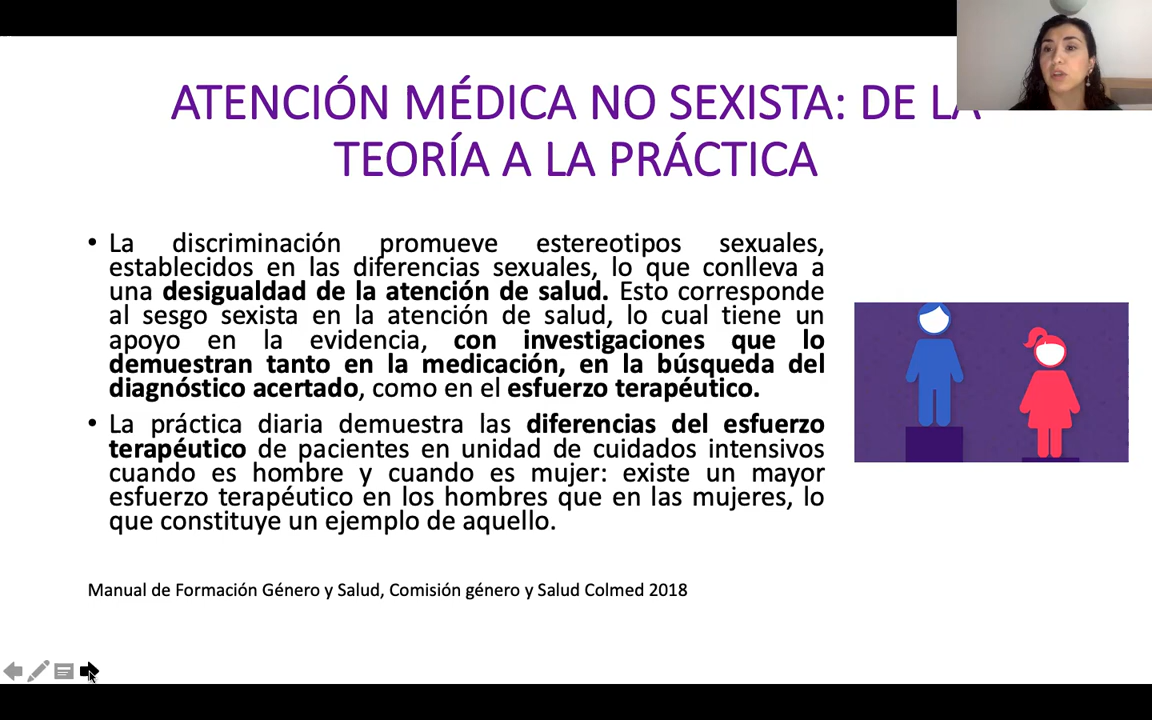 ATENCIÓN MÉDICA NO SEXISTA: DE LA
TEORÍA A LA PRÁCTICA
• La discriminación promueve estereotipos sexuales,
establecidos en las diferencias sexuales, lo que conlleva a
una desigualdad de la atención de salud. Esto corresponde
al sesgo sexista en la atención de salud, lo cual tiene un
apoyo en la evidencia, con investigaciones que lo
demuestran tanto en la medicación, en la búsqueda del
diagnóstico acertado, como en el esfuerzo terapéutico.
• La práctica diaria demuestra las diferencias del esfuerzo
terapéutico de pacientes en unidad de cuidados intensivos
cuando es hombre y cuando es mujer: existe un mayor
esfuerzo terapéutico en los hombres que en las mujeres, lo
que constituye un ejemplo de aquello.
Manual de Formación Género y Salud, Comisión género y Salud Colmed 2018